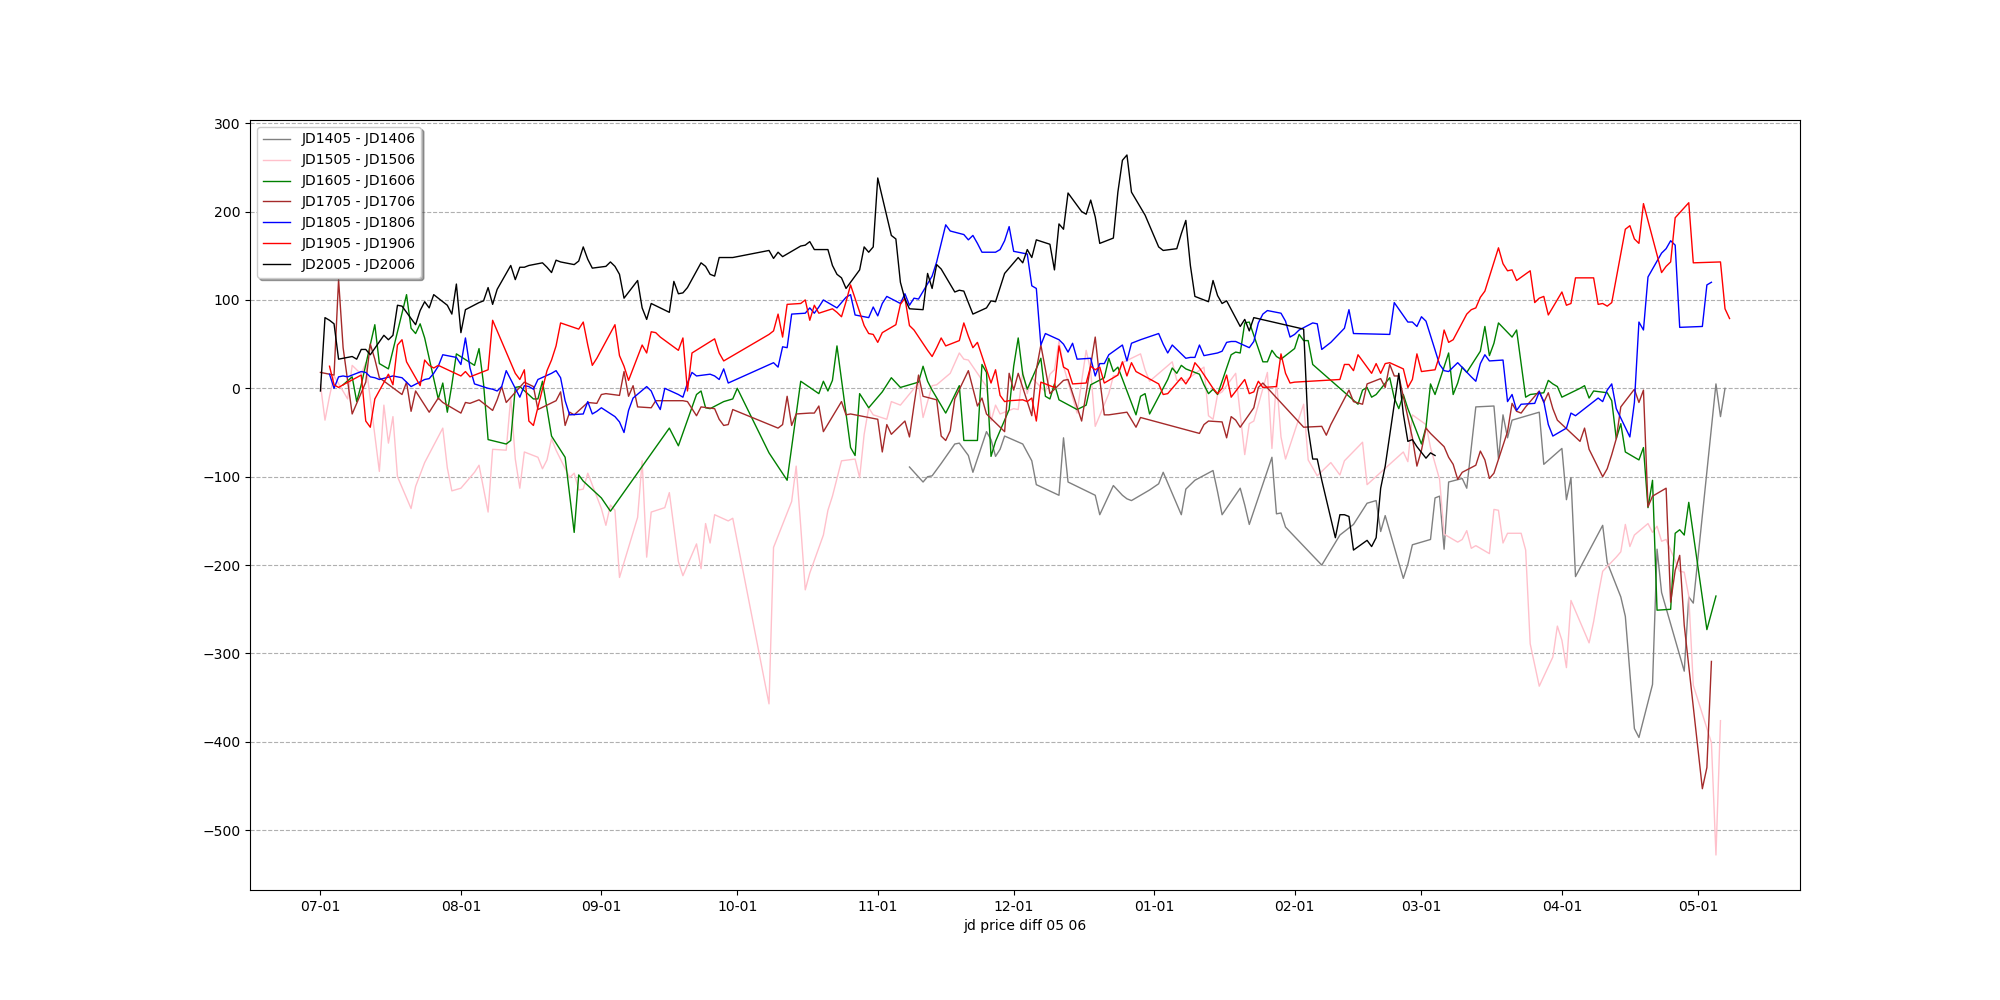 300
200
100
0
−100
−200
−300
−400
−500
JD1405 - JD1406
JD1505 - JD1506
JD1605 - JD1606
JD1705 - JD1706
JD1805 - JD1806
JD1905 - JD1906
JD2005 - JD2006
07-01 08-01 09-01 10-01 11-01 12-01 01-01 02-01 03-01 04-01 05-01
jd price diff 05 06